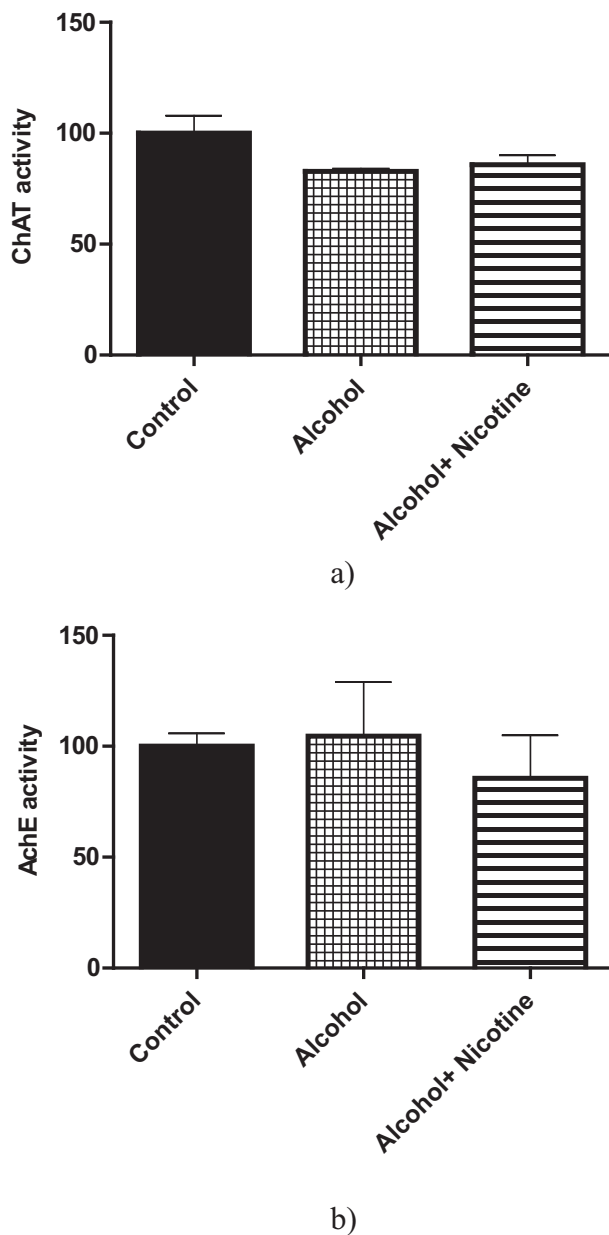 150
100
50
0
ChAT activity
Control
Alcohol
Alcohol+ Nicotine
a)
150
100
50
0
AchE activity
Control
Alcohol
Alcohol+ Nicotine
b)